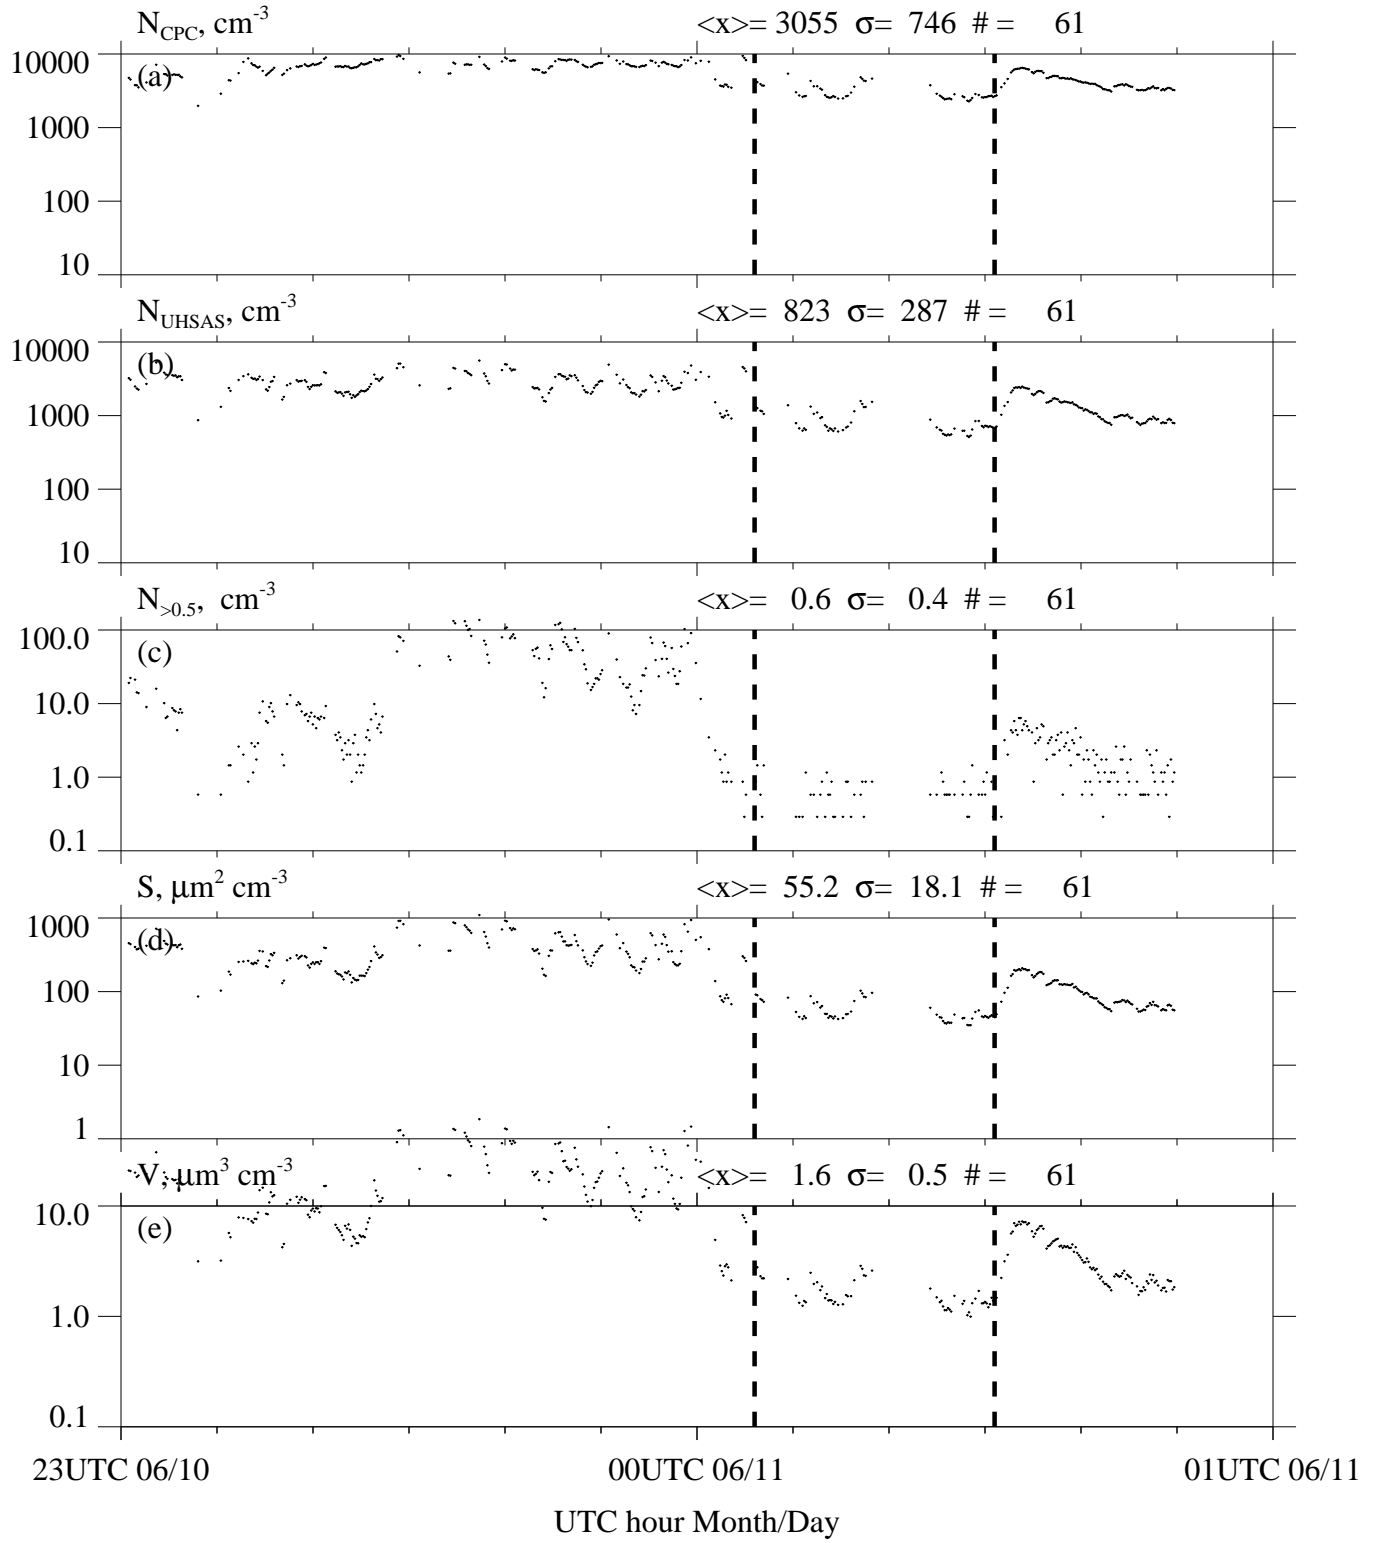 N_CPC, cm^-3 <x>= 3055 σ= 746 # = 61
10000
(a)
1000
100
10
N_UHSAS, cm^-3 <x>= 823 σ= 287 # = 61
10000
(b)
1000
100
10
N_>0.5, cm^-3 <x>= 0.6 σ= 0.4 # = 61
100.0
(c)
10.0
1.0
0.1
S, μm^2 cm^-3 <x>= 55.2 σ= 18.1 # = 61
1000
(d)
100
10
1
V, μm^3 cm^-3 <x>= 1.6 σ= 0.5 # = 61
10.0
(e)
1.0
0.1
23UTC 06/10 00UTC 06/11 01UTC 06/11
UTC hour Month/Day